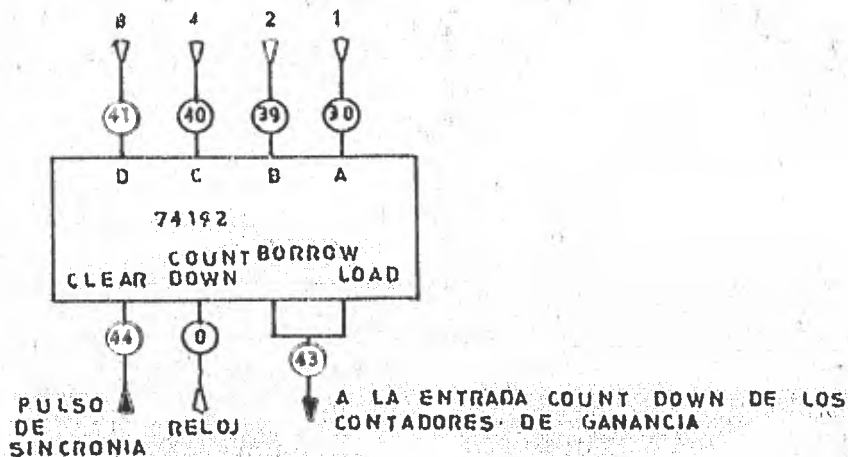 8 4 2 1
41 40 39 30
D C B A
74192
COUNT BORROW
CLEAR DOWN LOAD
44 0
43
A LA ENTRADA COUNT DOWN DE LOS
CONTADORES DE GANANCIA
PULSO
DE RELOJ
SINCRONIA